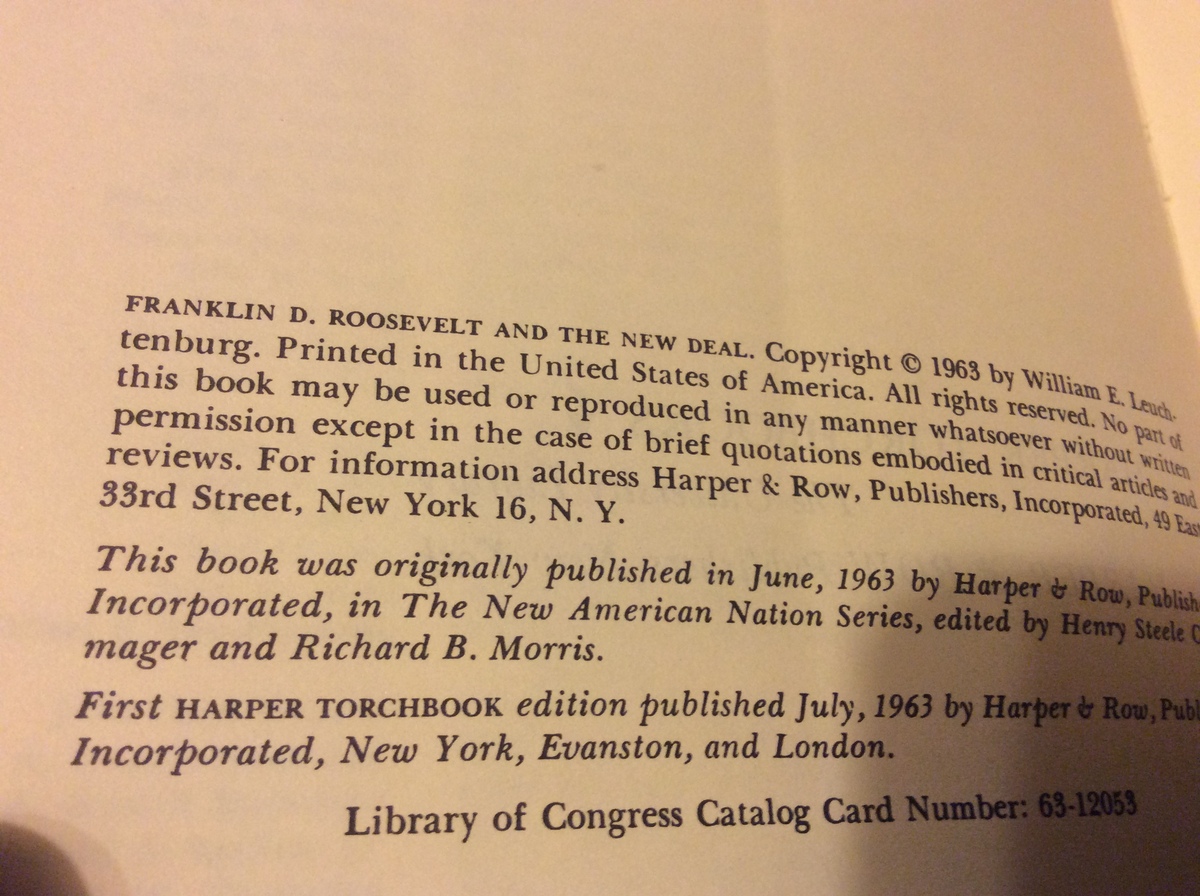 FRANKLIN D. ROOSEVELT AND THE NEW DEAL. Copyright © 1963 by William E. Leuch-
tenburg. Printed in the United States of America. All rights reserved. No part of
this book may be used or reproduced in any manner whatsoever without written
permission except in the case of brief quotations embodied in critical articles and
reviews. For information address Harper & Row, Publishers, Incorporated, 49 East
33rd Street, New York 16, N. Y.
This book was originally published in June, 1963 by Harper & Row, Publish
Incorporated, in The New American Nation Series, edited by Henry Steele C
mager and Richard B. Morris.
First HARPER TORCHBOOK edition published July, 1963 by Harper & Row, Publ
Incorporated, New York, Evanston, and London.
Library of Congress Catalog Card Number: 63-12053